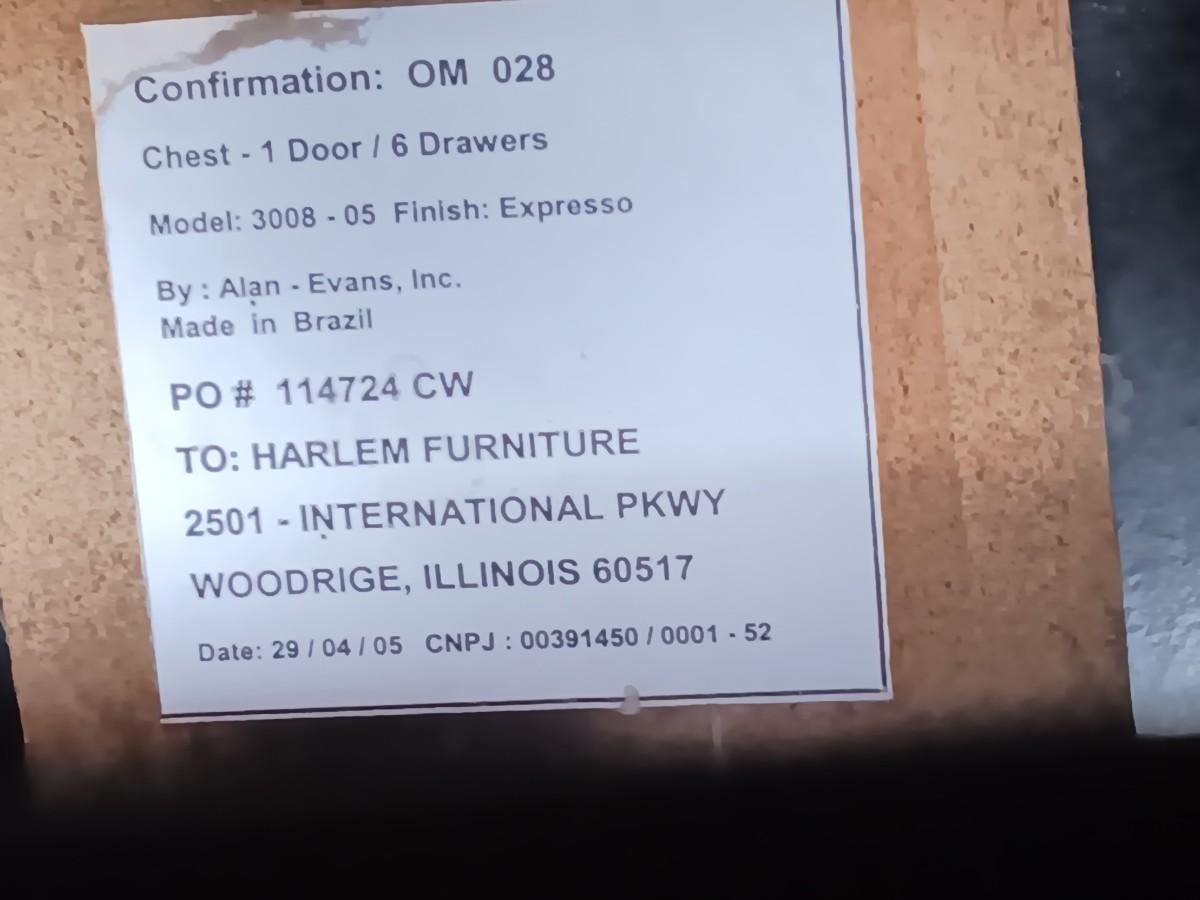 Confirmation: OM 028
Chest - 1 Door / 6 Drawers
Model: 3008 - 05 Finish: Expresso
By : Alan - Evans, Inc.
Made in Brazil
PO # 114724 CW
TO: HARLEM FURNITURE
2501 - INTERNATIONAL PKWY
WOODRIGE, ILLINOIS 60517
Date: 29 / 04 / 05 CNPJ : 00391450 / 0001 - 52